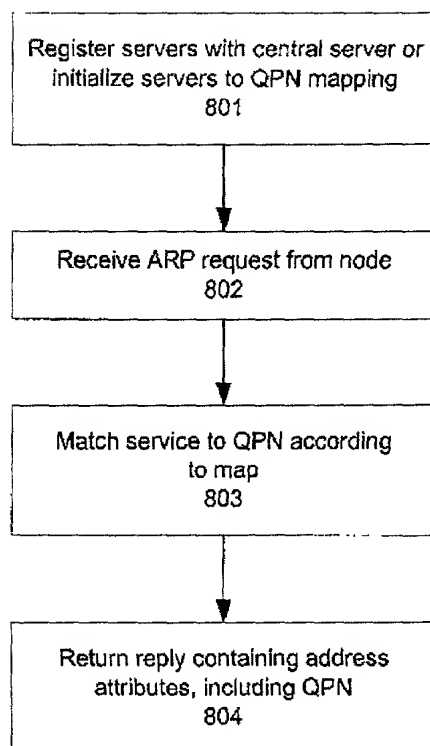 Register servers with central server or
initialize servers to QPN mapping
801
Receive ARP request from node
802
Match service to QPN according
to map
803
Return reply containing address
attributes, including QPN
804